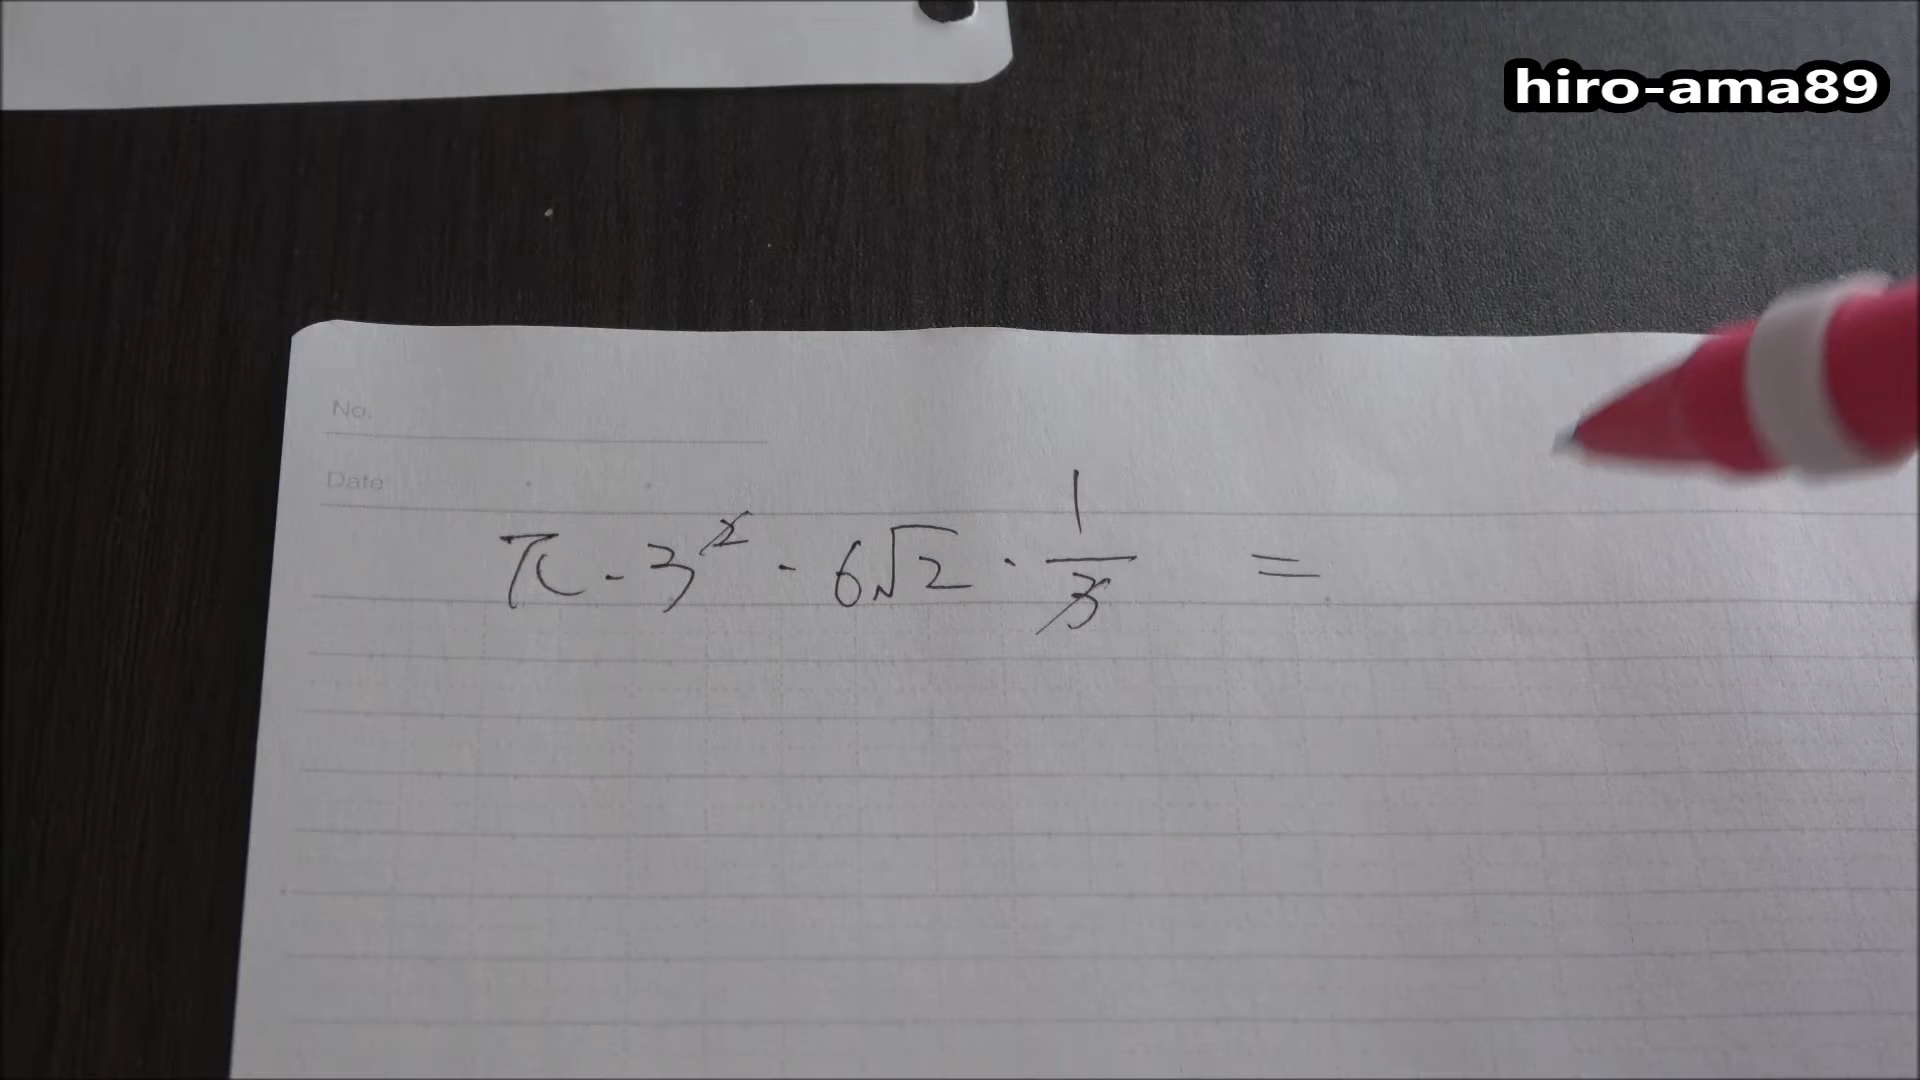 hiro-ama89
No.
Date
π · 3² · 6√2 · 1/3 =